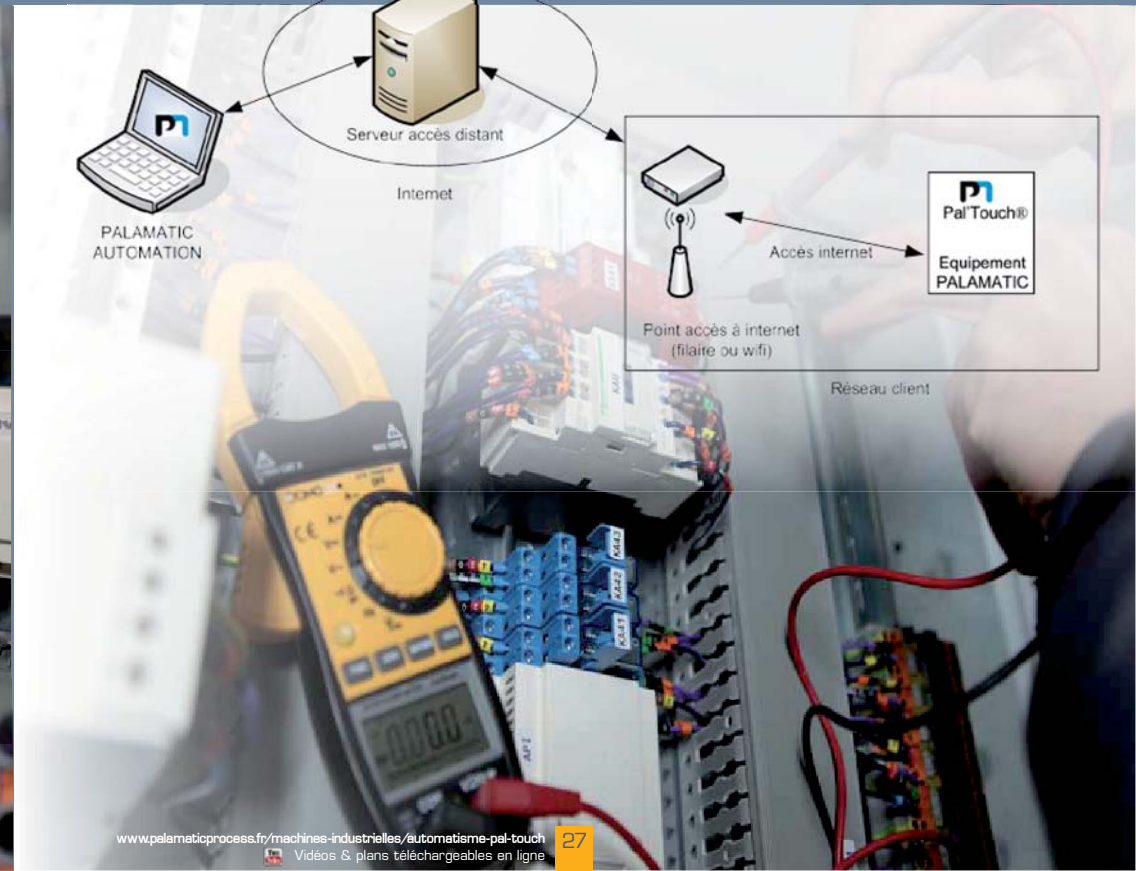 Serveur accès distant
Internet
PALAMATIC
AUTOMATION
Pal'Touch®
Equipement
PALAMATIC
Accès internet
Point accès à internet
(filaire ou wifi)
Réseau client
KA43
KA42
KA41
API
www.palamaticprocess.fr/machines-industrielles/automatisme-pal-touch
Vidéos & plans téléchargeables en ligne
27